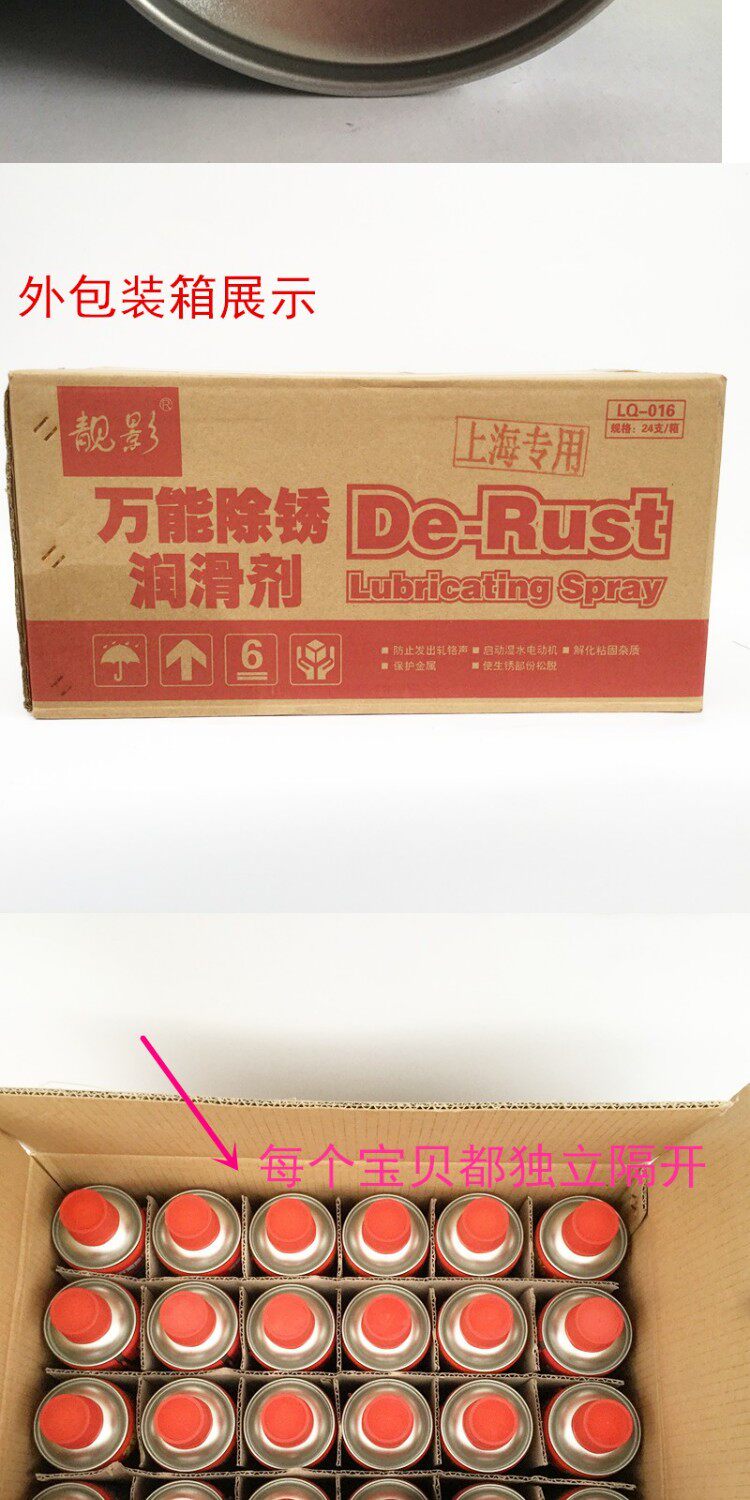 外包装箱展示
靓影®
上海专用
LQ-016
规格：24支/箱
万能除锈
润滑剂
De-Rust
Lubricating Spray
6
■ 防止发出轧铬声 ■ 启动湿水电动机 ■ 解化粘固杂质
■ 保护金属 ■ 使生锈部份松脱
每个宝贝都独立隔开